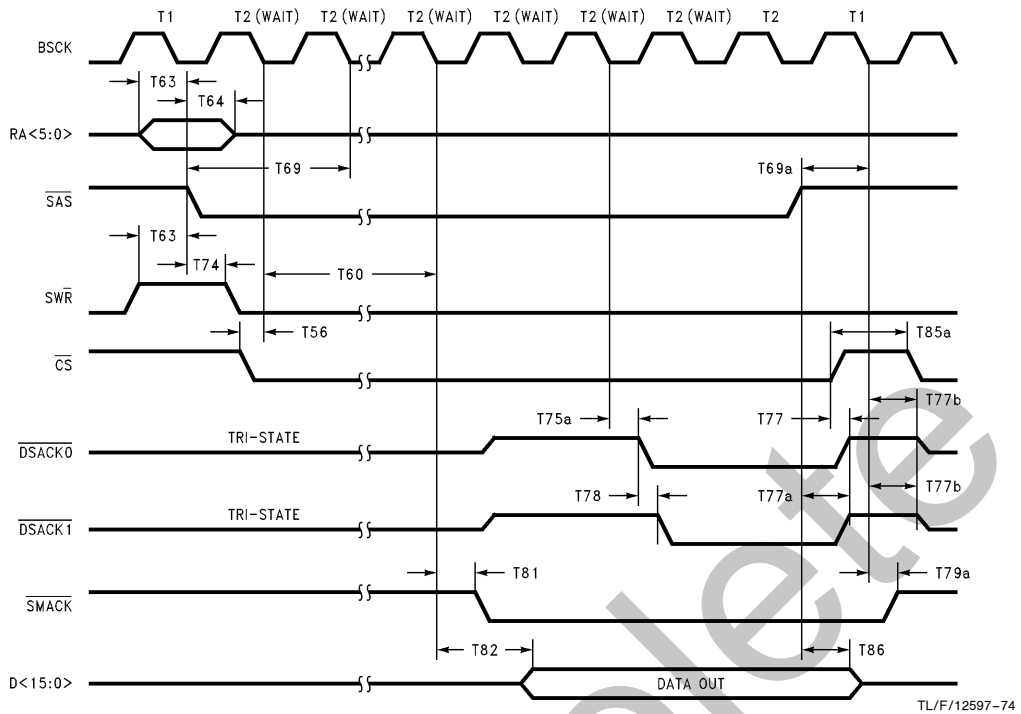 T1 T2 (WAIT) T2 (WAIT) T2 (WAIT) T2 (WAIT) T2 (WAIT) T2 (WAIT) T2 T1
BSCK
T63
T64
RA<5:0>
T69
T69a
SAS
T63
T74
T60
SWR
T56
T85a
CS
T77b
T75a
T77
TRI-STATE
DSACK0
T77b
T78
T77a
TRI-STATE
DSACK1
T81
T79a
SMACK
T82
T86
D<15:0>
DATA OUT
TL/F/12597-74